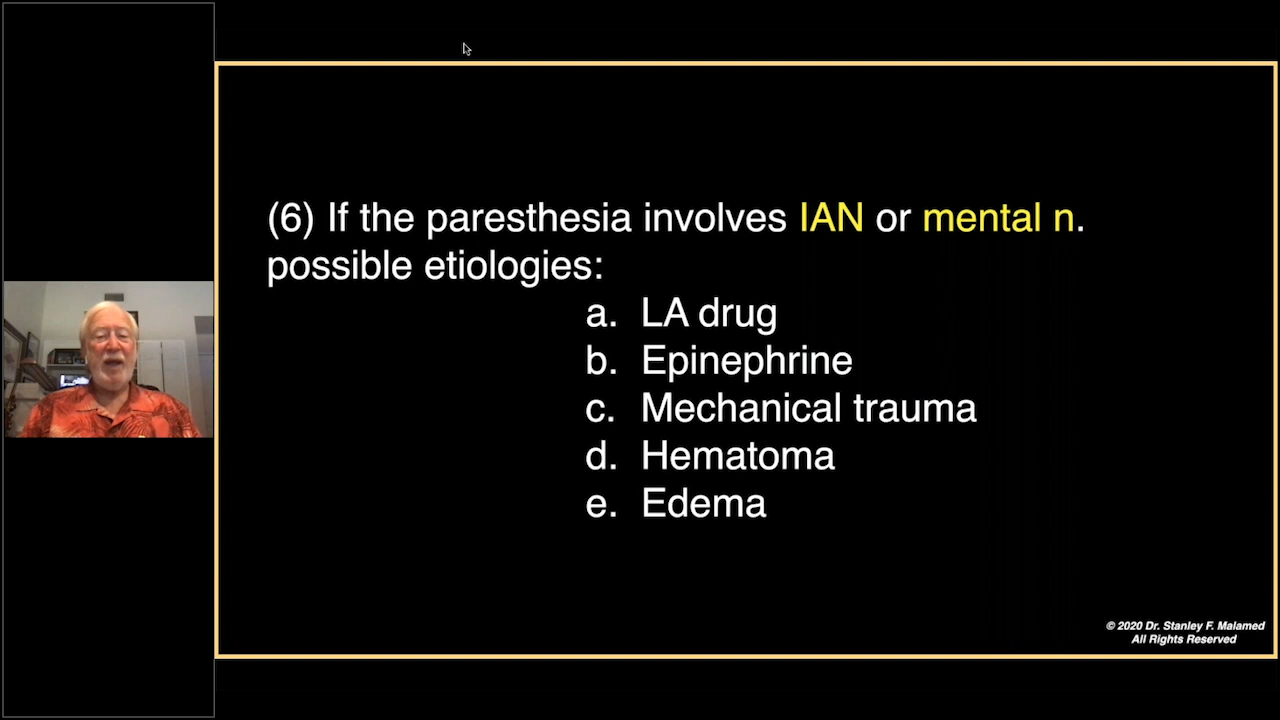 (6) If the paresthesia involves IAN or mental n.
possible etiologies:
a. LA drug
b. Epinephrine
c. Mechanical trauma
d. Hematoma
e. Edema
© 2020 Dr. Stanley F. Malamed
All Rights Reserved